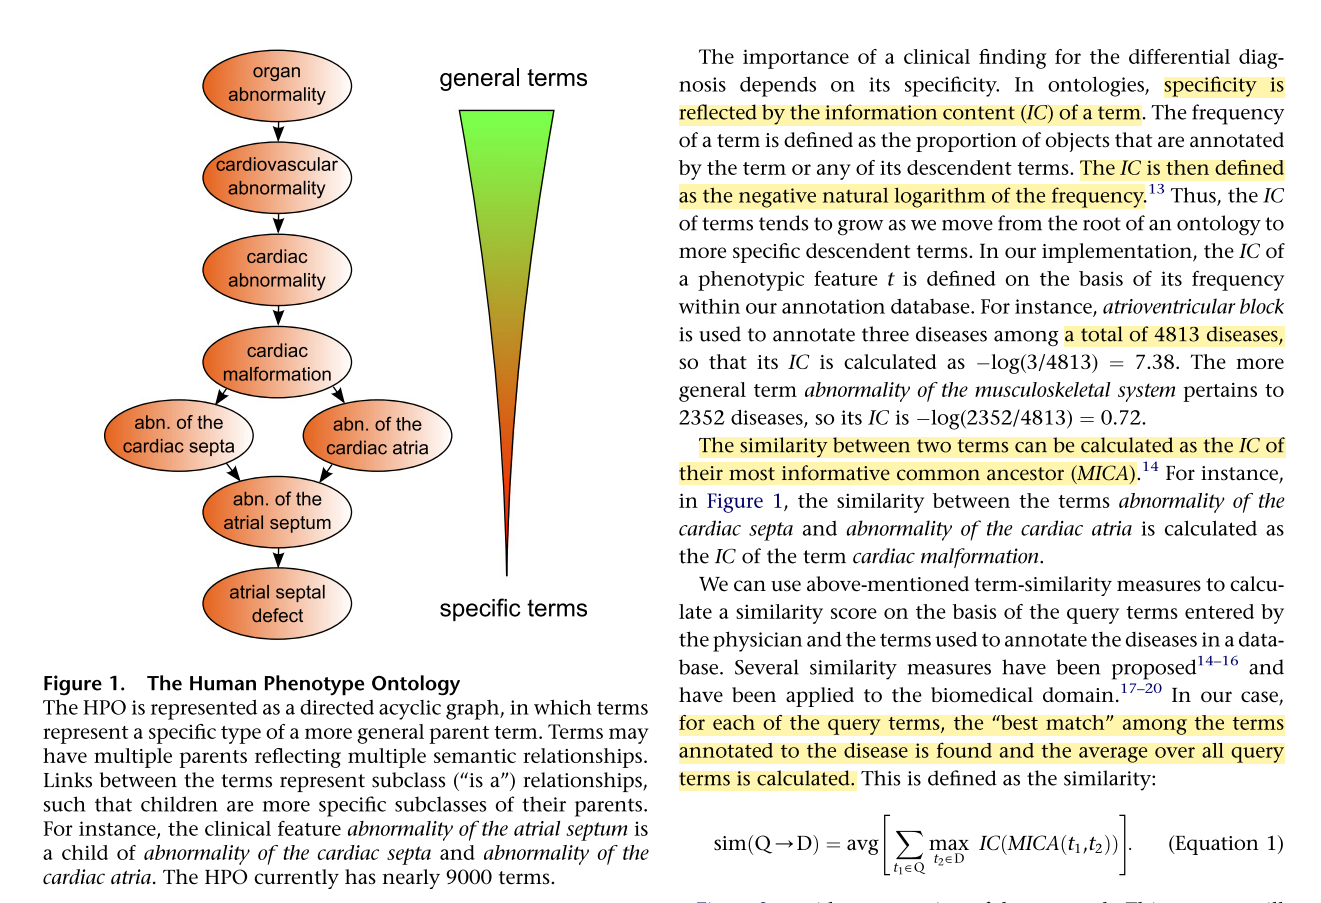 organ
abnormality
cardiovascular
abnormality
cardiac
abnormality
cardiac
malformation
abn. of the
cardiac septa
abn. of the
cardiac atria
abn. of the
atrial septum
atrial septal
defect
general terms
specific terms
Figure 1. The Human Phenotype Ontology
The HPO is represented as a directed acyclic graph, in which terms
represent a specific type of a more general parent term. Terms may
have multiple parents reflecting multiple semantic relationships.
Links between the terms represent subclass (“is a”) relationships,
such that children are more specific subclasses of their parents.
For instance, the clinical feature abnormality of the atrial septum is
a child of abnormality of the cardiac septa and abnormality of the
cardiac atria. The HPO currently has nearly 9000 terms.
The importance of a clinical finding for the differential diag-
nosis depends on its specificity. In ontologies, specificity is
reflected by the information content (IC) of a term. The frequency
of a term is defined as the proportion of objects that are annotated
by the term or any of its descendent terms. The IC is then defined
as the negative natural logarithm of the frequency.13 Thus, the IC
of terms tends to grow as we move from the root of an ontology to
more specific descendent terms. In our implementation, the IC of
a phenotypic feature t is defined on the basis of its frequency
within our annotation database. For instance, atrioventricular block
is used to annotate three diseases among a total of 4813 diseases,
so that its IC is calculated as −log(3/4813) = 7.38. The more
general term abnormality of the musculoskeletal system pertains to
2352 diseases, so its IC is −log(2352/4813) = 0.72.
The similarity between two terms can be calculated as the IC of
their most informative common ancestor (MICA).14 For instance,
in Figure 1, the similarity between the terms abnormality of the
cardiac septa and abnormality of the cardiac atria is calculated as
the IC of the term cardiac malformation.
We can use above-mentioned term-similarity measures to calcu-
late a similarity score on the basis of the query terms entered by
the physician and the terms used to annotate the diseases in a data-
base. Several similarity measures have been proposed14–16 and
have been applied to the biomedical domain.17–20 In our case,
for each of the query terms, the “best match” among the terms
annotated to the disease is found and the average over all query
terms is calculated. This is defined as the similarity:
sim(Q→D) = avg[∑t1∈Q max t2∈D IC(MICA(t1,t2))]. (Equation 1)